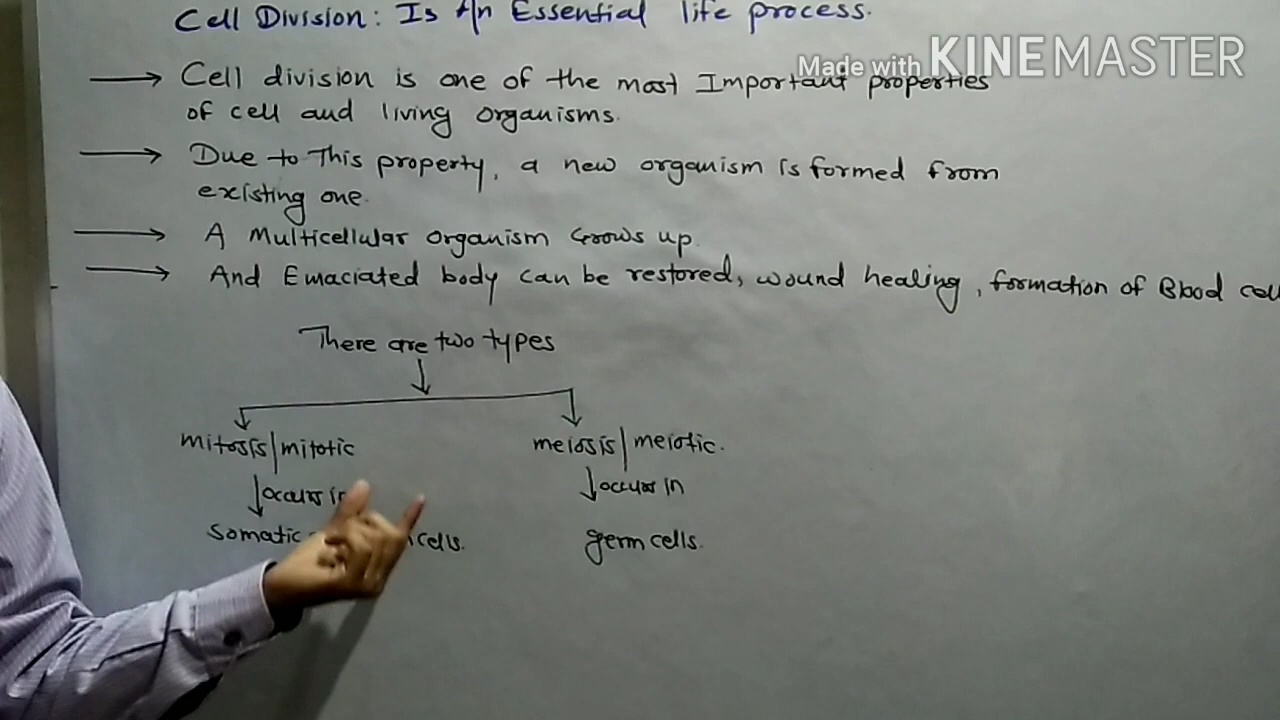 Cell Division: Is An Essential life process.
Made with KINEMASTER
→ Cell division is one of the most Important properties
of cell and living organisms.
→ Due to This property, a new organism is formed from
existing one.
→ A Multicellular organism Grows up.
→ And Emaciated body can be restored, wound healing, formation of Blood cell
There are two types
mitosis/mitotic meiosis/meiotic.
occurs in occurs in
Somatic cells. germ cells.